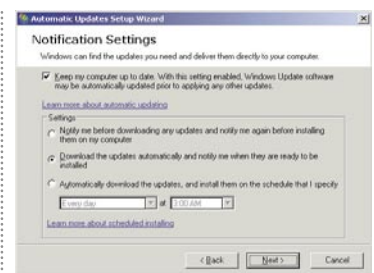 Automatic Updates Setup Wizard
Notification Settings
Windows can find the updates you need and deliver them directly to your computer.
Keep my computer up to date. With this setting enabled, Windows Update software
may be automatically updated prior to applying any other updates.
Learn more about automatic updating
Settings
Notify me before downloading any updates and notify me again before installing
them on my computer
Download the updates automatically and notify me when they are ready to be
installed
Automatically download the updates, and install them on the schedule that I specify
Every day at 3:00 AM
Learn more about scheduled installing
< Back Next > Cancel